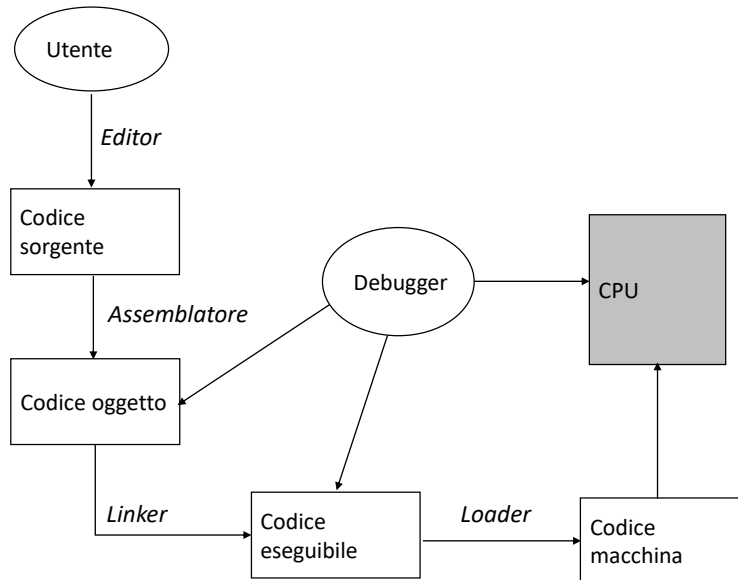 Utente
Editor
Codice
sorgente
Debugger
CPU
Assemblatore
Codice oggetto
Linker
Codice
eseguibile
Loader
Codice
macchina